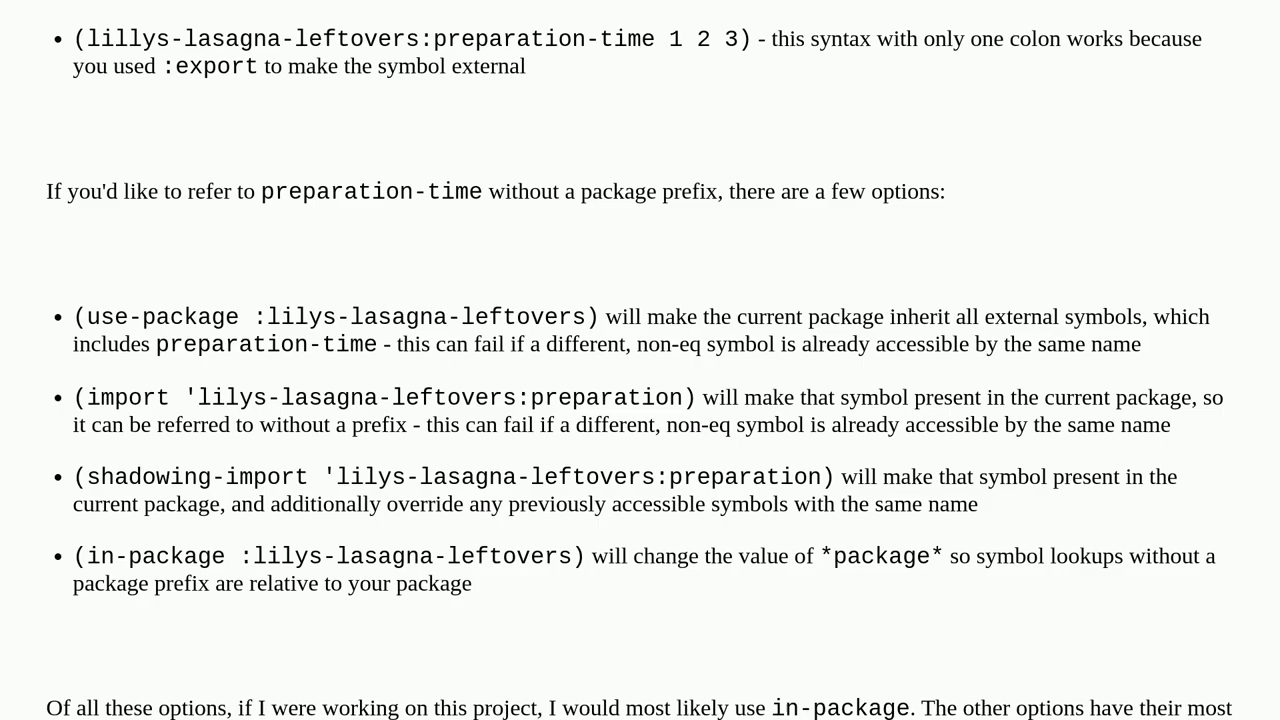 • (lillys-lasagna-leftovers:preparation-time 1 2 3) - this syntax with only one colon works because
you used :export to make the symbol external
If you'd like to refer to preparation-time without a package prefix, there are a few options:
• (use-package :lilys-lasagna-leftovers) will make the current package inherit all external symbols, which
includes preparation-time - this can fail if a different, non-eq symbol is already accessible by the same name
• (import 'lilys-lasagna-leftovers:preparation) will make that symbol present in the current package, so
it can be referred to without a prefix - this can fail if a different, non-eq symbol is already accessible by the same name
• (shadowing-import 'lilys-lasagna-leftovers:preparation) will make that symbol present in the
current package, and additionally override any previously accessible symbols with the same name
• (in-package :lilys-lasagna-leftovers) will change the value of *package* so symbol lookups without a
package prefix are relative to your package
Of all these options, if I were working on this project, I would most likely use in-package. The other options have their most